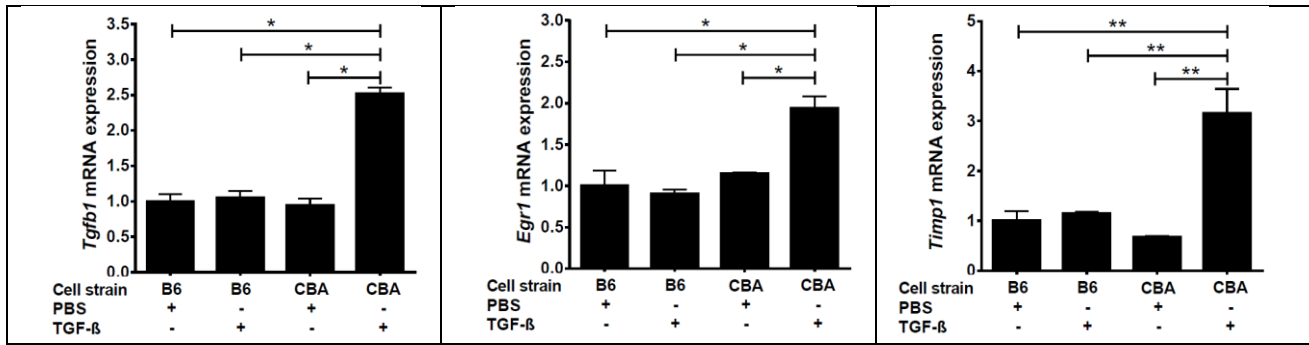 3.5
3.0
2.5
2.0
1.5
1.0
0.5
0.0
Tgfb1 mRNA expression
*
*
*
Cell strain B6 B6 CBA CBA
PBS + - + -
TGF-ß - + - +
3.0
2.5
2.0
1.5
1.0
0.5
0.0
Egr1 mRNA expression
*
*
*
Cell strain B6 B6 CBA CBA
PBS + - + -
TGF-ß - + - +
5
4
3
2
1
0
Timp1 mRNA expression
**
**
**
Cell strain B6 B6 CBA CBA
PBS + - + -
TGF-ß - + - +